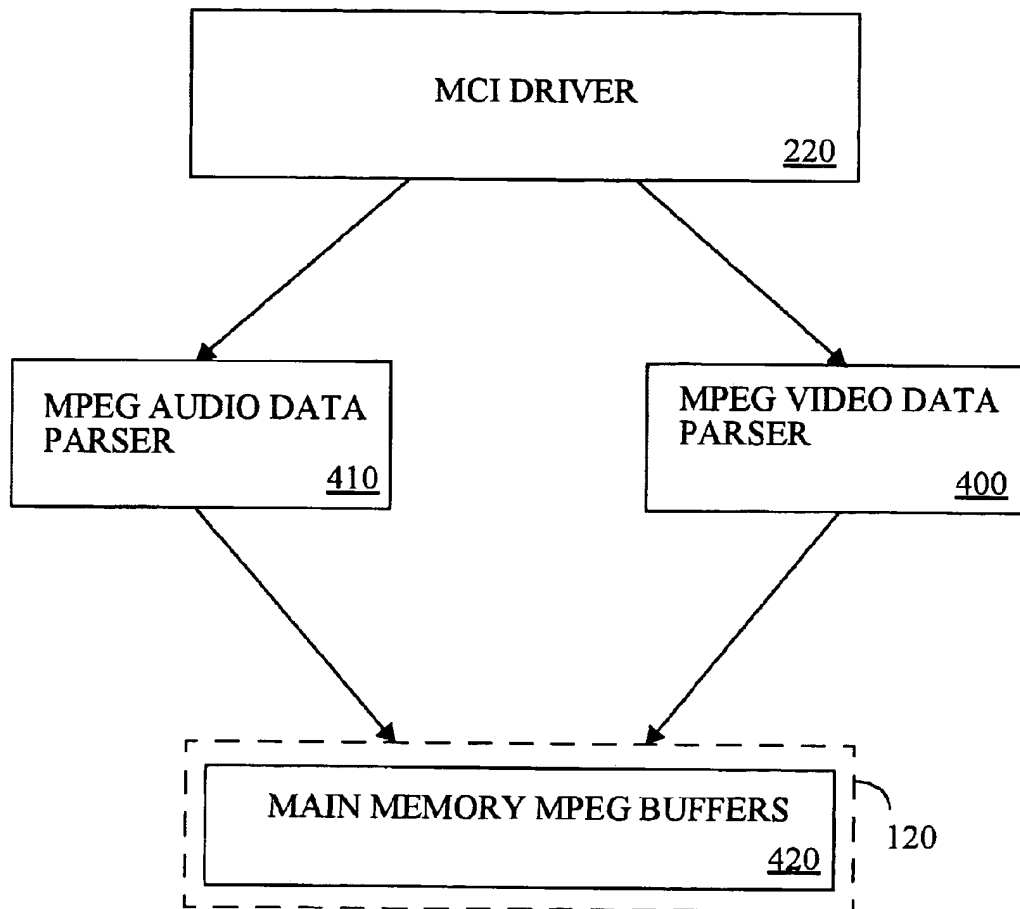 MCI DRIVER
220
MPEG AUDIO DATA
PARSER
410
MPEG VIDEO DATA
PARSER
400
MAIN MEMORY MPEG BUFFERS
420
120